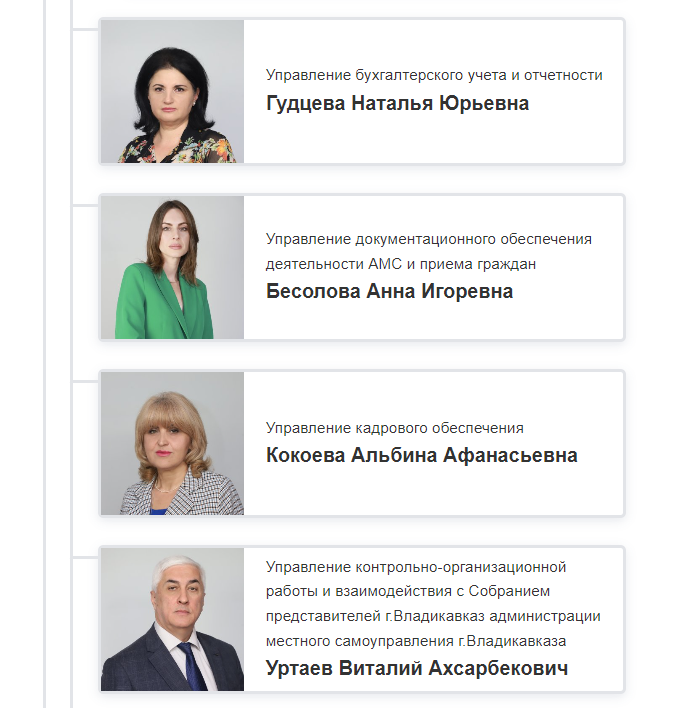 Управление бухгалтерского учета и отчетности
Гудцева Наталья Юрьевна
Управление документационного обеспечения
деятельности АМС и приема граждан
Бесолова Анна Игоревна
Управление кадрового обеспечения
Кокоева Альбина Афанасьевна
Управление контрольно-организационной
работы и взаимодействия с Собранием
представителей г.Владикавказ администрации
местного самоуправления г.Владикавказа
Уртаев Виталий Ахсарбекович